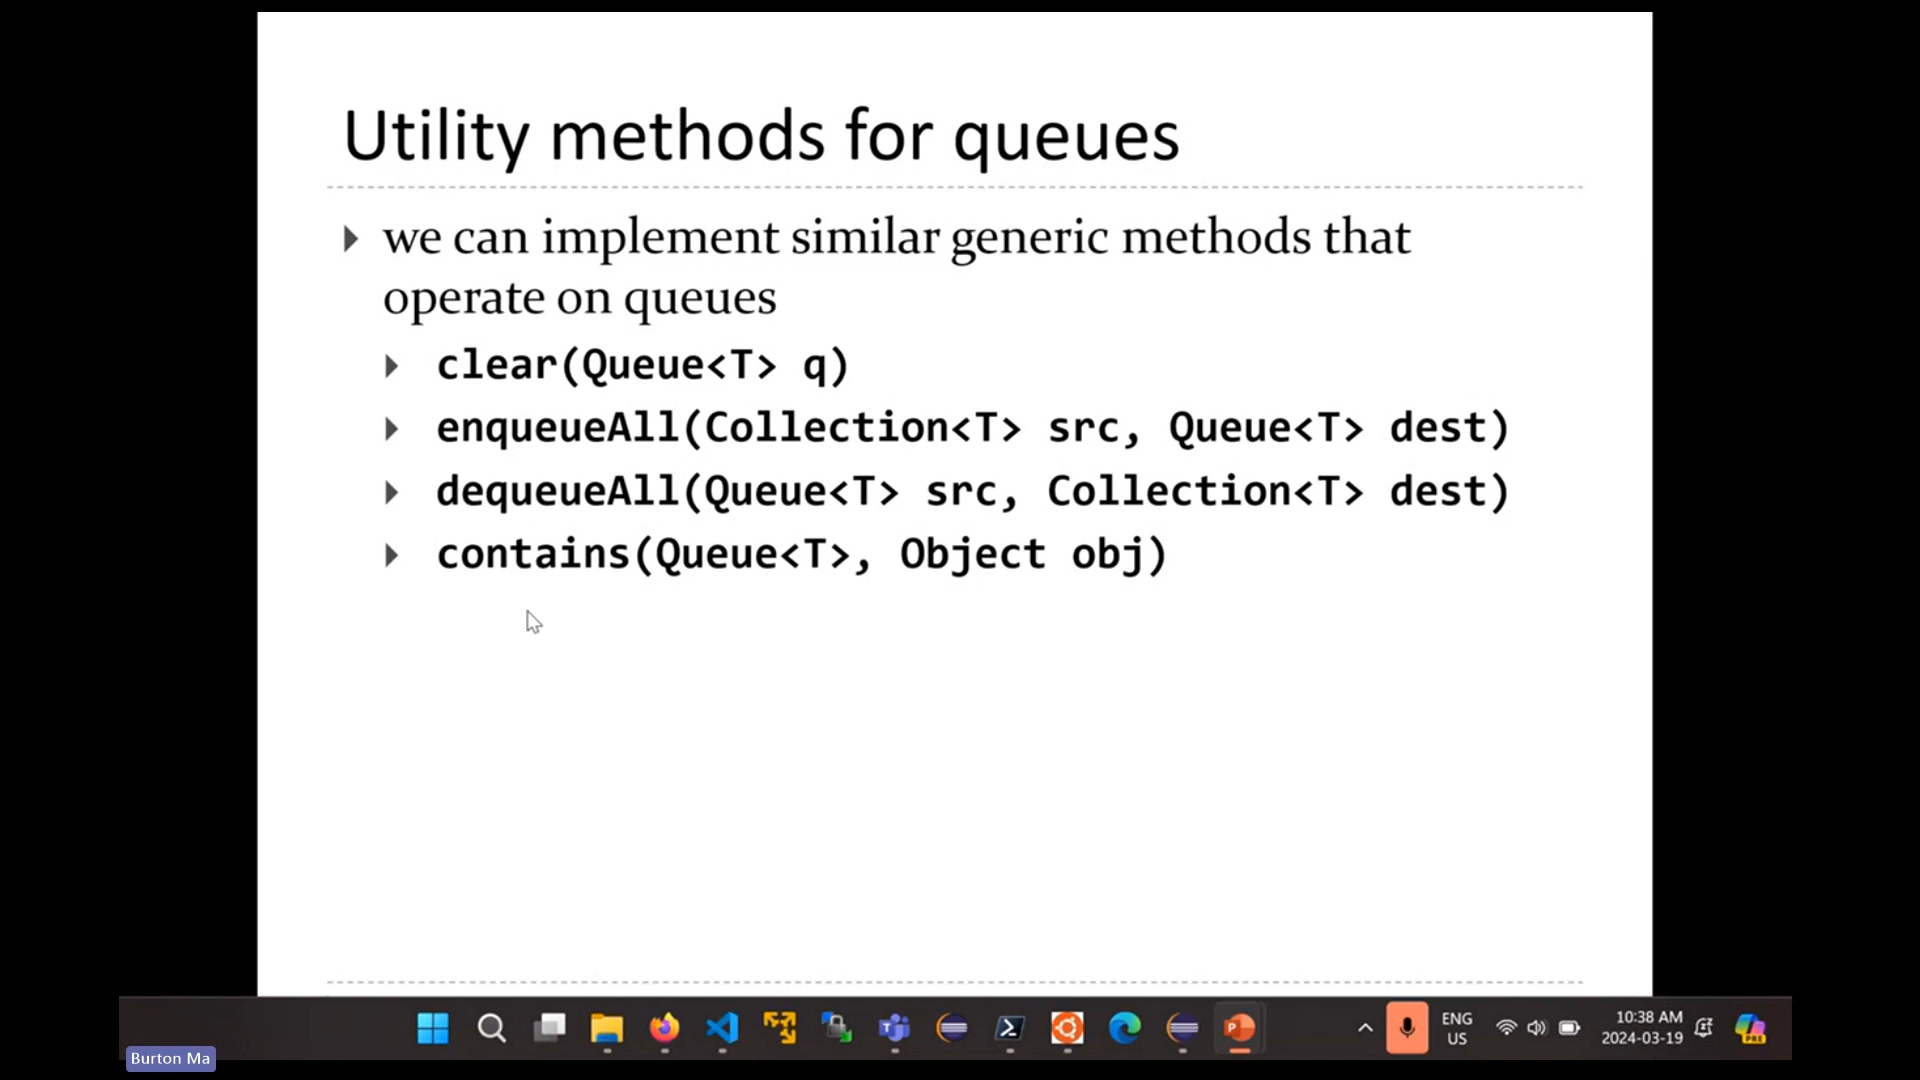 Utility methods for queues
we can implement similar generic methods that
operate on queues
clear(Queue<T> q)
enqueueAll(Collection<T> src, Queue<T> dest)
dequeueAll(Queue<T> src, Collection<T> dest)
contains(Queue<T>, Object obj)
ENG
US
10:38 AM
2024-03-19
PRE
Burton Ma